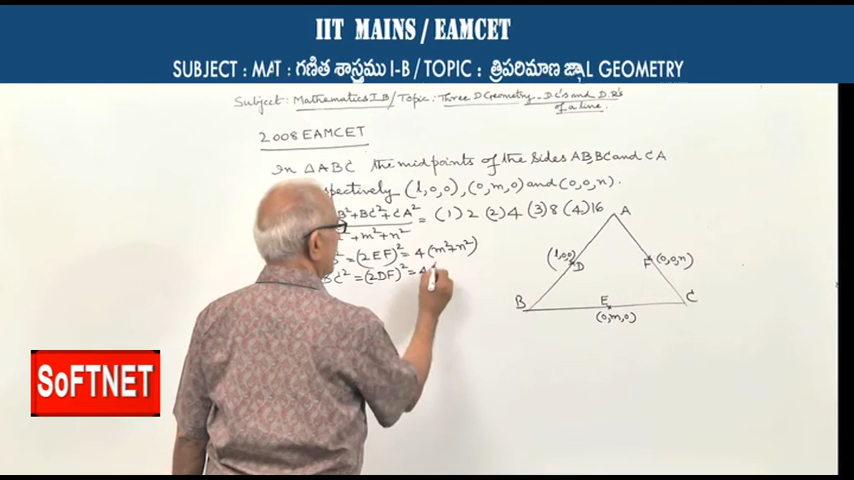 IIT MAINS / EAMCET
SUBJECT : MAT : గణిత శాస్త్రము I-B / TOPIC : త్రిపరిమాణ GEOMETRY
Subject: Mathematics IB / Topic: Three D Geometry - DC's and D.R's
of a line.
2008 EAMCET
In ΔABC the midpoints of the sides AB, BC and CA
spectively (l,0,0), (0,m,0) and (0,0,n).
B²+BC²+CA² = (1) 2 (2) 4 (3) 8 (4) 16
²+m²+n²
² = (2EF)² = 4(m²+n²)
BC² = (2DF)² = 4
A
(l,0,0) D
F (0,0,n)
B E C
(0,m,0)
SoFTNET